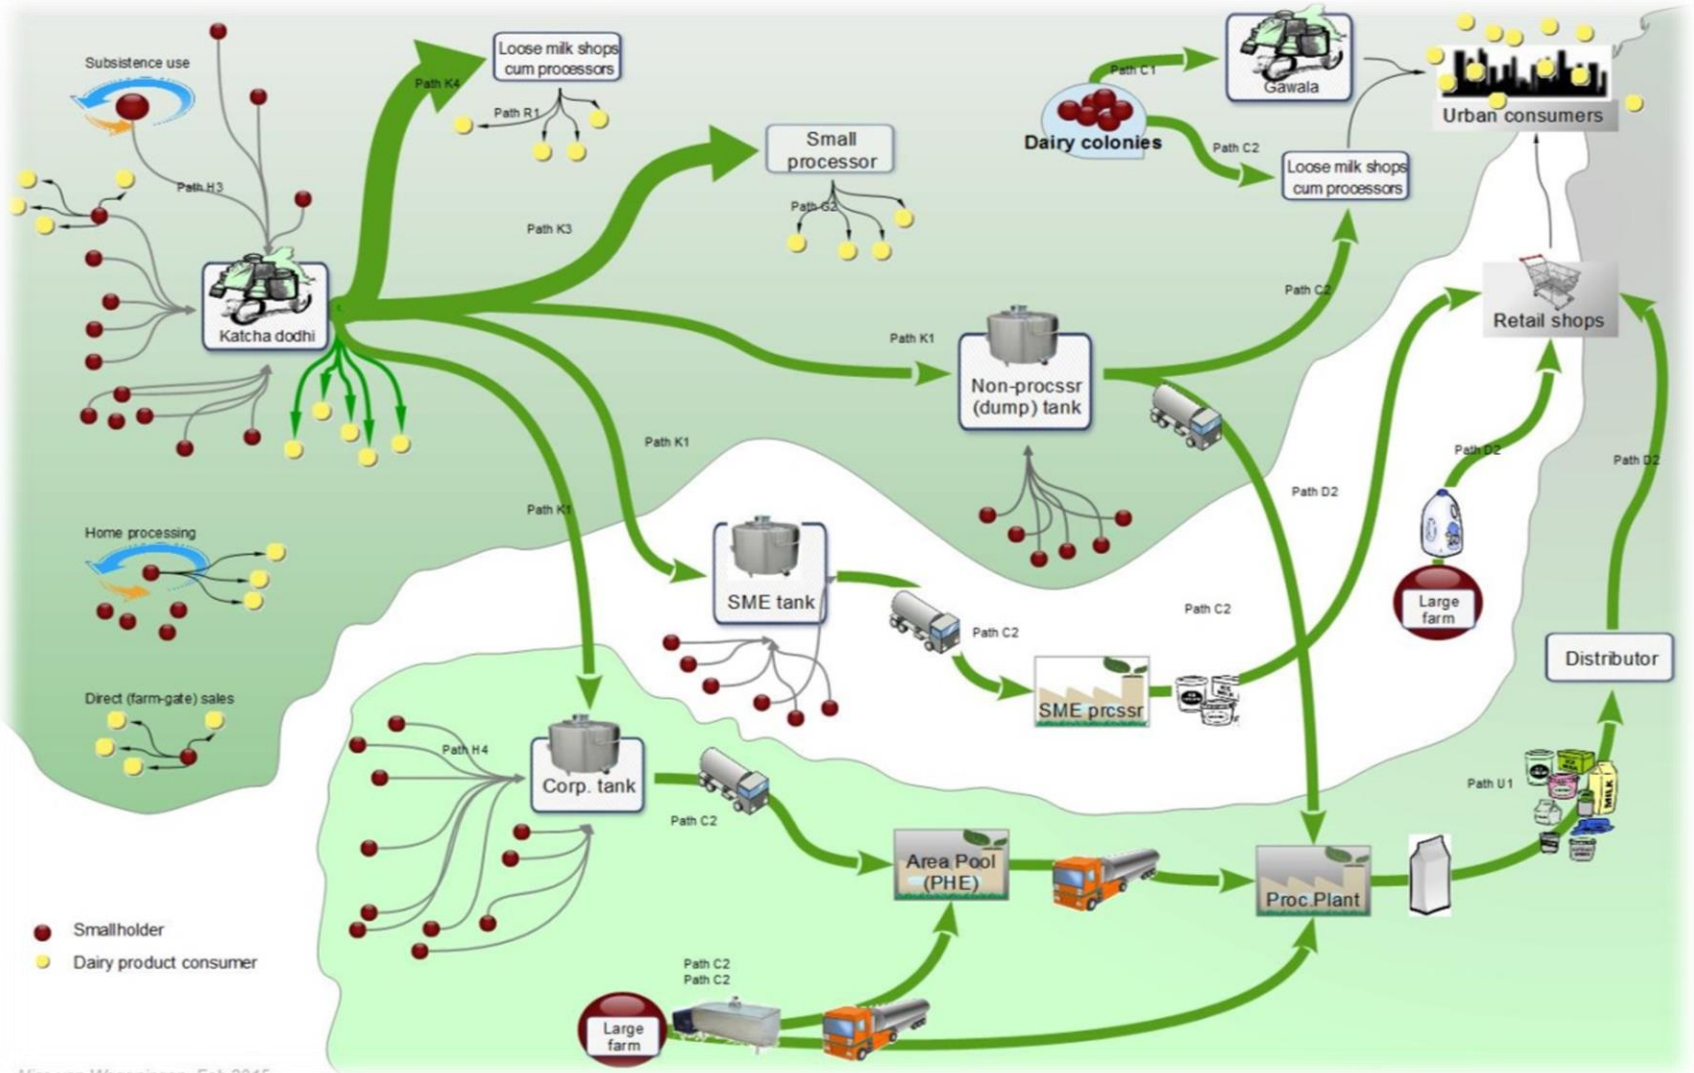 Subsistence use
Path H3
Katcha dodhi
Path K4
Loose milk shops
cum processors
Path R1
Path K3
Small
processor
Path G2
Path C1
Gawala
Dairy colonies
Path C2
Loose milk shops
cum processors
Urban consumers
Path C2
Retail shops
Path K1
Non-procssr
(dump) tank
Path K1
Path K1
Path D2
Path D2
Path D2
Large
farm
Home processing
SME tank
Path C2
Path C2
SME prcssr
Distributor
Direct (farm-gate) sales
Path H4
Corp. tank
Path C2
Area Pool
(PHE)
Proc.Plant
Path U1
MILK
Smallholder
Dairy product consumer
Path C2
Path C2
Large
farm